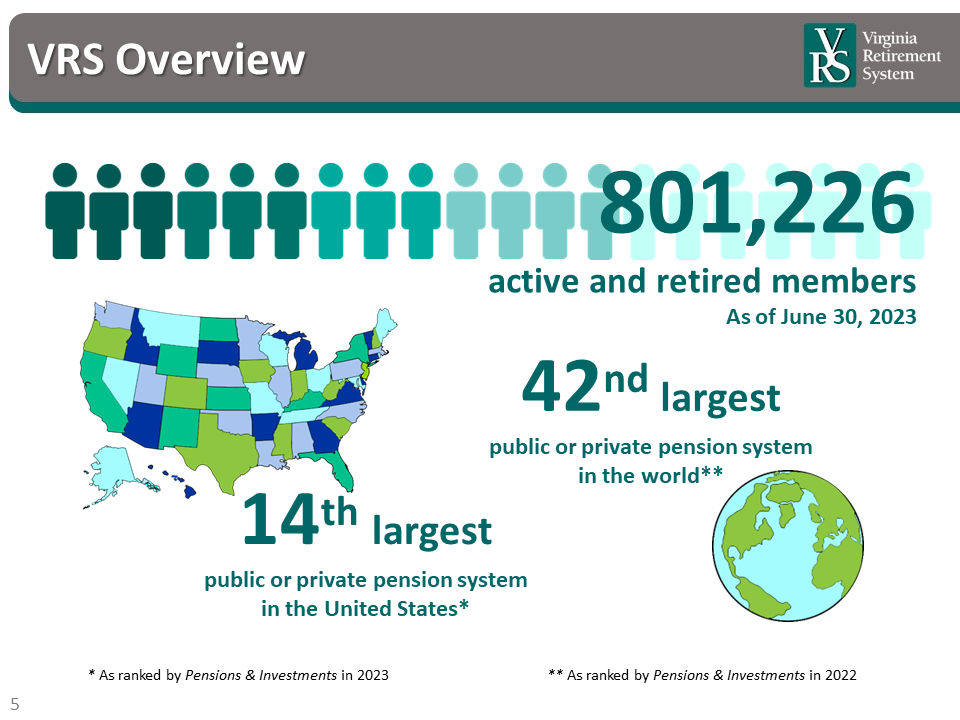 VRS Overview
VRS
Virginia
Retirement
System
801,226
active and retired members
As of June 30, 2023
42nd largest
public or private pension system
in the world**
14th largest
public or private pension system
in the United States*
* As ranked by Pensions & Investments in 2023
** As ranked by Pensions & Investments in 2022
5